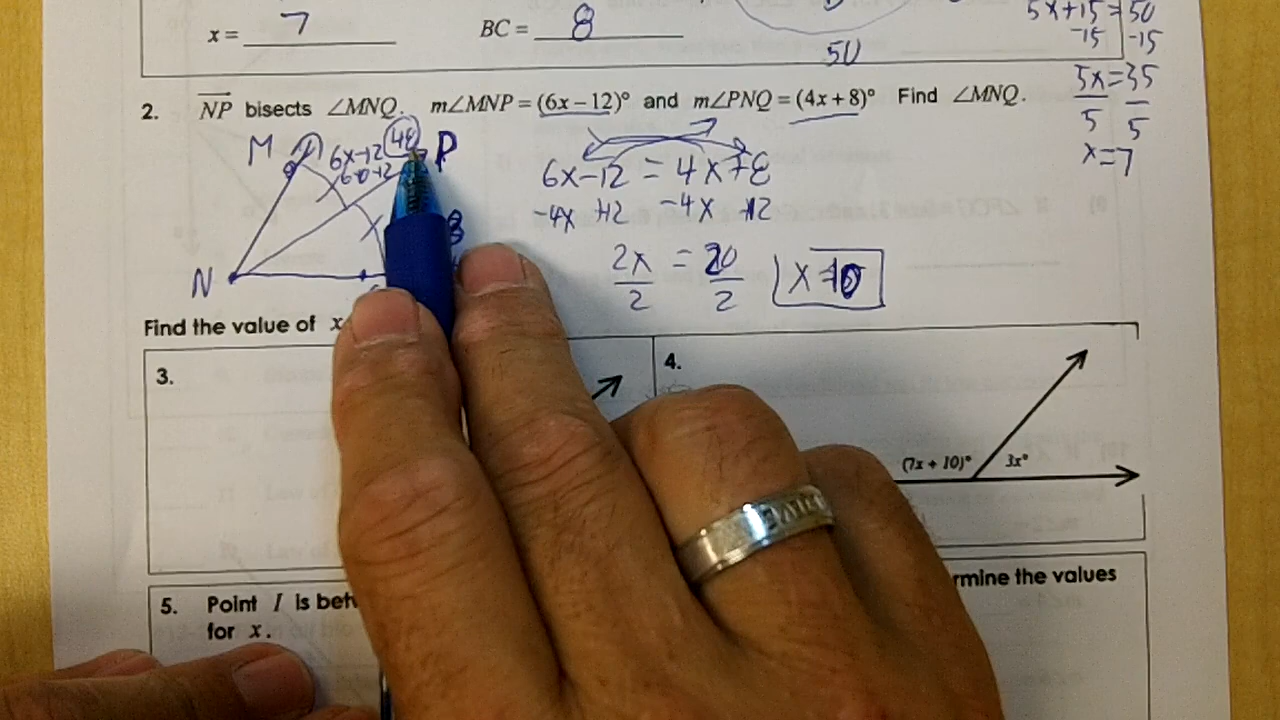 5x+15=50
-15 -15
x = 7
BC = 8
50
5x=35
5 5
x=7
2. NP bisects ∠MNQ. m∠MNP = (6x – 12)° and m∠PNQ = (4x + 8)° Find ∠MNQ.
M 6x-12 48 P
6x-12 = 4x+8
-4x +12 -4x +12
2x = 20
2 2
x=10
N
Find the value of x
3.
4.
(7x + 10)° 3x°
5. Point I is bet
for x.
rmine the values